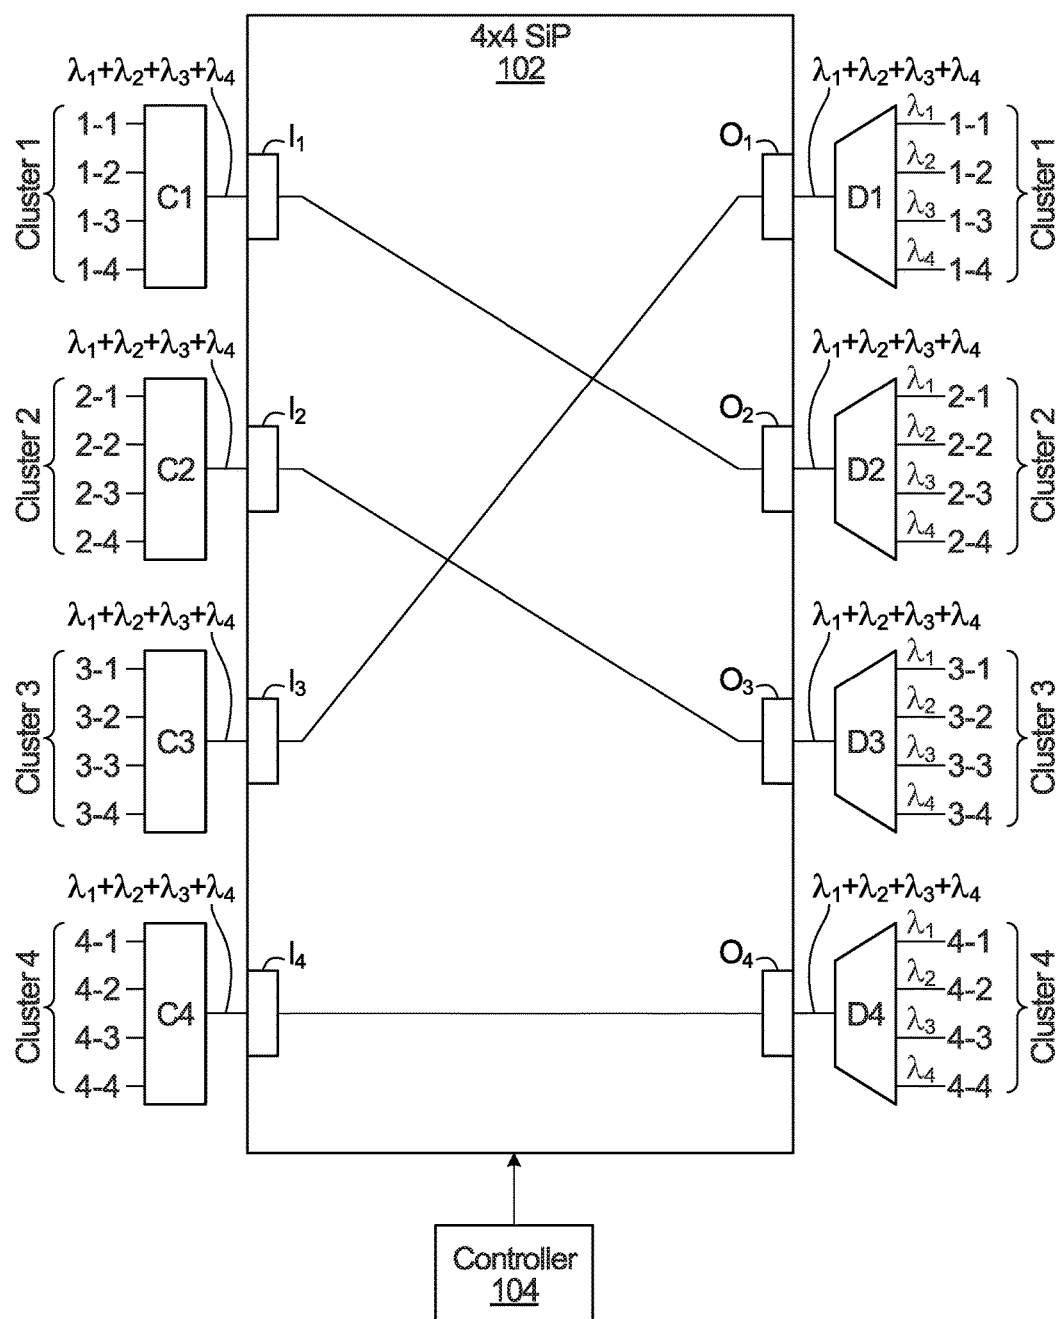 4x4 SiP
102
λ1+λ2+λ3+λ4
Cluster 1
1-1
1-2
1-3
1-4
C1
I1
O1
λ1+λ2+λ3+λ4
D1
λ1 1-1
λ2 1-2
λ3 1-3
λ4 1-4
Cluster 1
λ1+λ2+λ3+λ4
Cluster 2
2-1
2-2
2-3
2-4
C2
I2
O2
λ1+λ2+λ3+λ4
D2
λ1 2-1
λ2 2-2
λ3 2-3
λ4 2-4
Cluster 2
λ1+λ2+λ3+λ4
Cluster 3
3-1
3-2
3-3
3-4
C3
I3
O3
λ1+λ2+λ3+λ4
D3
λ1 3-1
λ2 3-2
λ3 3-3
λ4 3-4
Cluster 3
λ1+λ2+λ3+λ4
Cluster 4
4-1
4-2
4-3
4-4
C4
I4
O4
λ1+λ2+λ3+λ4
D4
λ1 4-1
λ2 4-2
λ3 4-3
λ4 4-4
Cluster 4
Controller
104